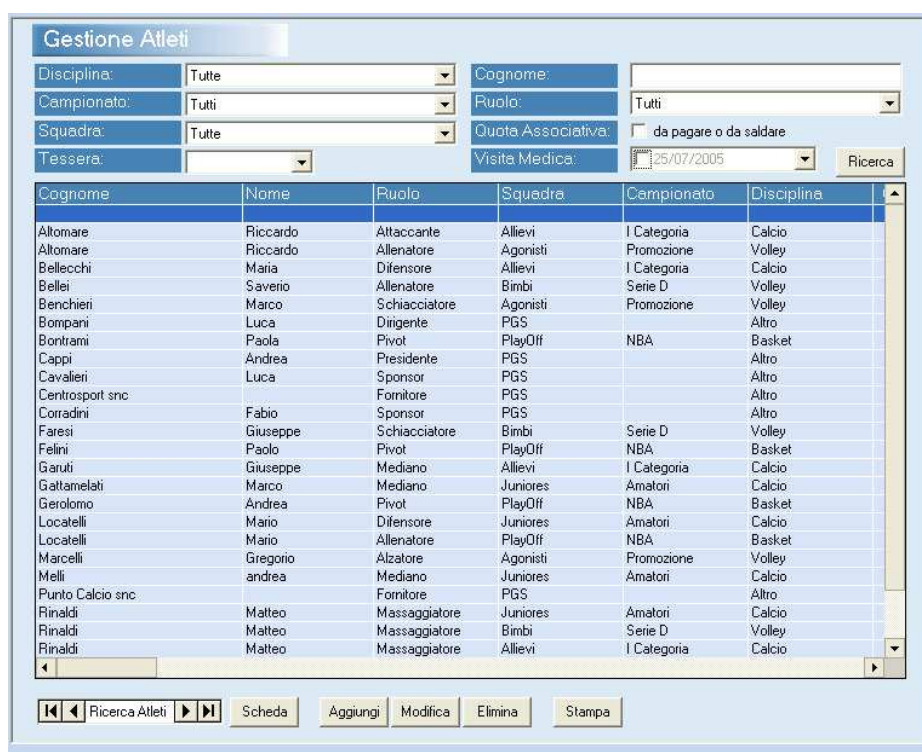 Gestione Atleti
Disciplina: Tutte Cognome:
Campionato: Tutti Ruolo: Tutti
Squadra: Tutte Quota Associativa: da pagare o da saldare
Tessera: Visita Medica: 25/07/2005 Ricerca
Cognome Nome Ruolo Squadra Campionato Disciplina
Altomare Riccardo Attaccante Allievi I Categoria Calcio
Altomare Riccardo Allenatore Agonisti Promozione Volley
Bellecchi Maria Difensore Allievi I Categoria Calcio
Bellei Saverio Allenatore Bimbi Serie D Volley
Benchieri Marco Schiacciatore Agonisti Promozione Volley
Bompani Luca Dirigente PGS Altro
Bontrami Paola Pivot PlayOff NBA Basket
Cappi Andrea Presidente PGS Altro
Cavalieri Luca Sponsor PGS Altro
Centrosport snc Fornitore PGS Altro
Corradini Fabio Sponsor PGS Altro
Faresi Giuseppe Schiacciatore Bimbi Serie D Volley
Felini Paolo Pivot PlayOff NBA Basket
Garuti Giuseppe Mediano Allievi I Categoria Calcio
Gattamelati Marco Mediano Juniores Amatori Calcio
Gerolomo Andrea Pivot PlayOff NBA Basket
Locatelli Mario Difensore Juniores Amatori Calcio
Locatelli Mario Allenatore PlayOff NBA Basket
Marcelli Gregorio Alzatore Agonisti Promozione Volley
Melli andrea Mediano Juniores Amatori Calcio
Punto Calcio snc Fornitore PGS Altro
Rinaldi Matteo Massaggiatore Juniores Amatori Calcio
Rinaldi Matteo Massaggiatore Bimbi Serie D Volley
Rinaldi Matteo Massaggiatore Allievi I Categoria Calcio
Ricerca Atleti Scheda Aggiungi Modifica Elimina Stampa